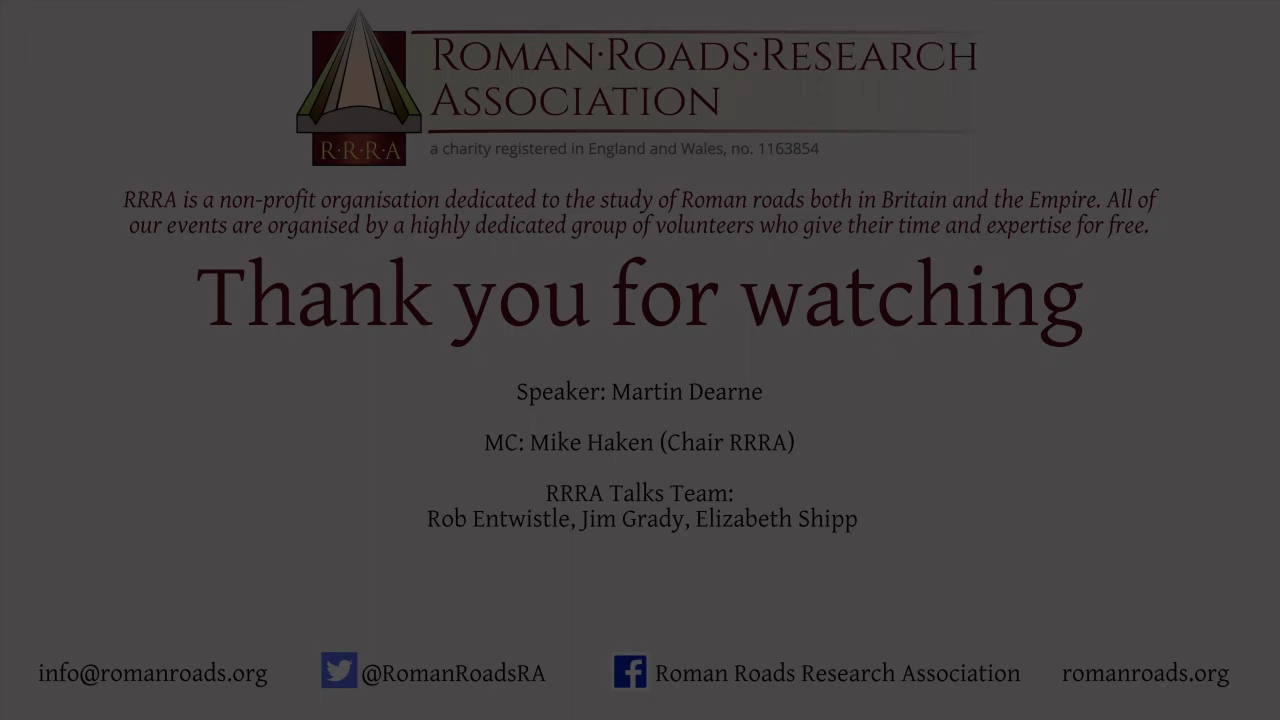 ROMAN·ROADS·RESEARCH
ASSOCIATION
R·R·R·A
a charity registered in England and Wales, no. 1163854
RRRA is a non-profit organisation dedicated to the study of Roman roads both in Britain and the Empire. All of
our events are organised by a highly dedicated group of volunteers who give their time and expertise for free.
Thank you for watching
Speaker: Martin Dearne
MC: Mike Haken (Chair RRRA)
RRRA Talks Team:
Rob Entwistle, Jim Grady, Elizabeth Shipp
info@romanroads.org @RomanRoadsRA Roman Roads Research Association romanroads.org